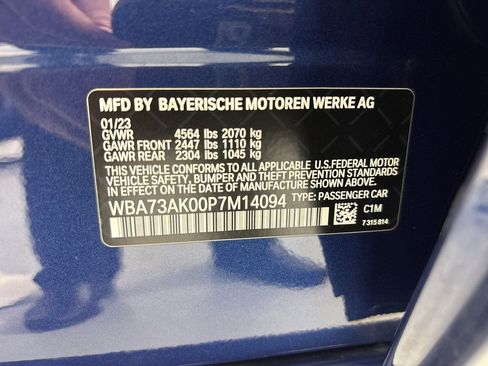 MFD BY BAYERISCHE MOTOREN WERKE AG
01/23
GVWR 4564 lbs 2070 kg
GAWR FRONT 2447 lbs 1110 kg
GAWR REAR 2304 lbs 1045 kg
THIS VEHICLE CONFORMS TO ALL APPLICABLE U.S.FEDERAL MOTOR
VEHICLE SAFETY, BUMPER AND THEFT PREVENTION
STANDARDS IN EFFECT ON THE DATE OF MANUFACTURE SHOWN ABOVE.
WBA73AK00P7M14094 TYPE: PASSENGER CAR
C1M
7 315 814